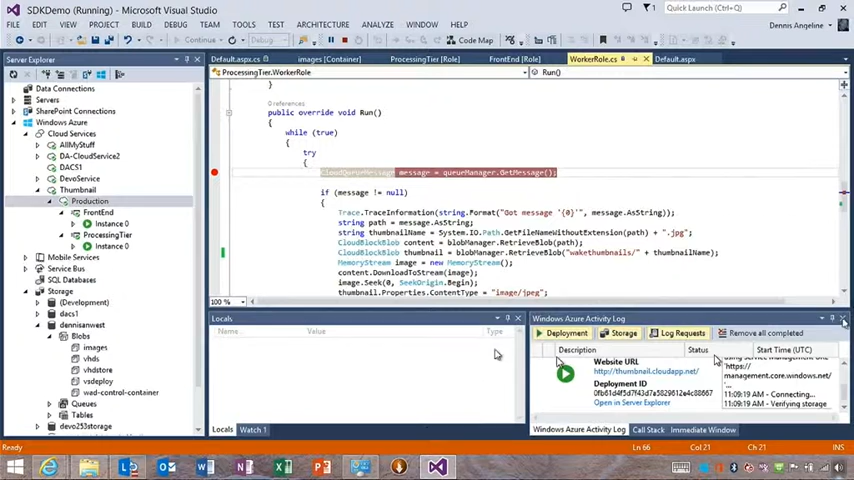 SDKDemo (Running) - Microsoft Visual Studio
1
Quick Launch (Ctrl+Q)
FILE EDIT VIEW PROJECT BUILD DEBUG TEAM TOOLS TEST ARCHITECTURE ANALYZE WINDOW HELP
Dennis Angeline
Continue Debug Code Map
Server Explorer
Data Connections
Servers
SharePoint Connections
Windows Azure
Cloud Services
AllMyStuff
DA-CloudService2
DACS1
DevoService
Thumbnail
Production
FrontEnd
Instance 0
ProcessingTier
Instance 0
Mobile Services
Service Bus
SQL Databases
Storage
(Development)
dacs1
dennisanwest
Blobs
images
vhds
vhdstore
vsdeploy
wad-control-container
Queues
Tables
devo253storage
Default.aspx.cs images [Container] ProcessingTier [Role] FrontEnd [Role] WorkerRole.cs Default.aspx
ProcessingTier.WorkerRole Run()
}
0 references
public override void Run()
{
while (true)
{
try
{
CloudQueueMessage message = queueManager.GetMessage();
if (message != null)
{
Trace.TraceInformation(string.Format("Got message '{0}'", message.AsString));
string path = message.AsString;
string thumbnailName = System.IO.Path.GetFileNameWithoutExtension(path) + ".jpg";
CloudBlockBlob content = blobManager.RetrieveBlob(path);
CloudBlockBlob thumbnail = blobManager.RetrieveBlob("wakethumbnails/" + thumbnailName);
MemoryStream image = new MemoryStream();
content.DownloadToStream(image);
image.Seek(0, SeekOrigin.Begin);
thumbnail.Properties.ContentType = "image/jpeg";
100 %
Locals
Name Value Type
Locals Watch 1
Windows Azure Activity Log
Deployment Storage Log Requests Remove all completed
Description Status Start Time (UTC)
Website URL
http://thumbnail.cloudapp.net/
Deployment ID
0fb61d4f5d7f43d7a5829612e4c88667
Open in Server Explorer
'https://
management.core.windows.net/
'...
11:09:19 AM - Connecting...
11:09:19 AM - Verifying storage
Windows Azure Activity Log Call Stack Immediate Window
Ready Ln 66 Col 21 Ch 21 INS